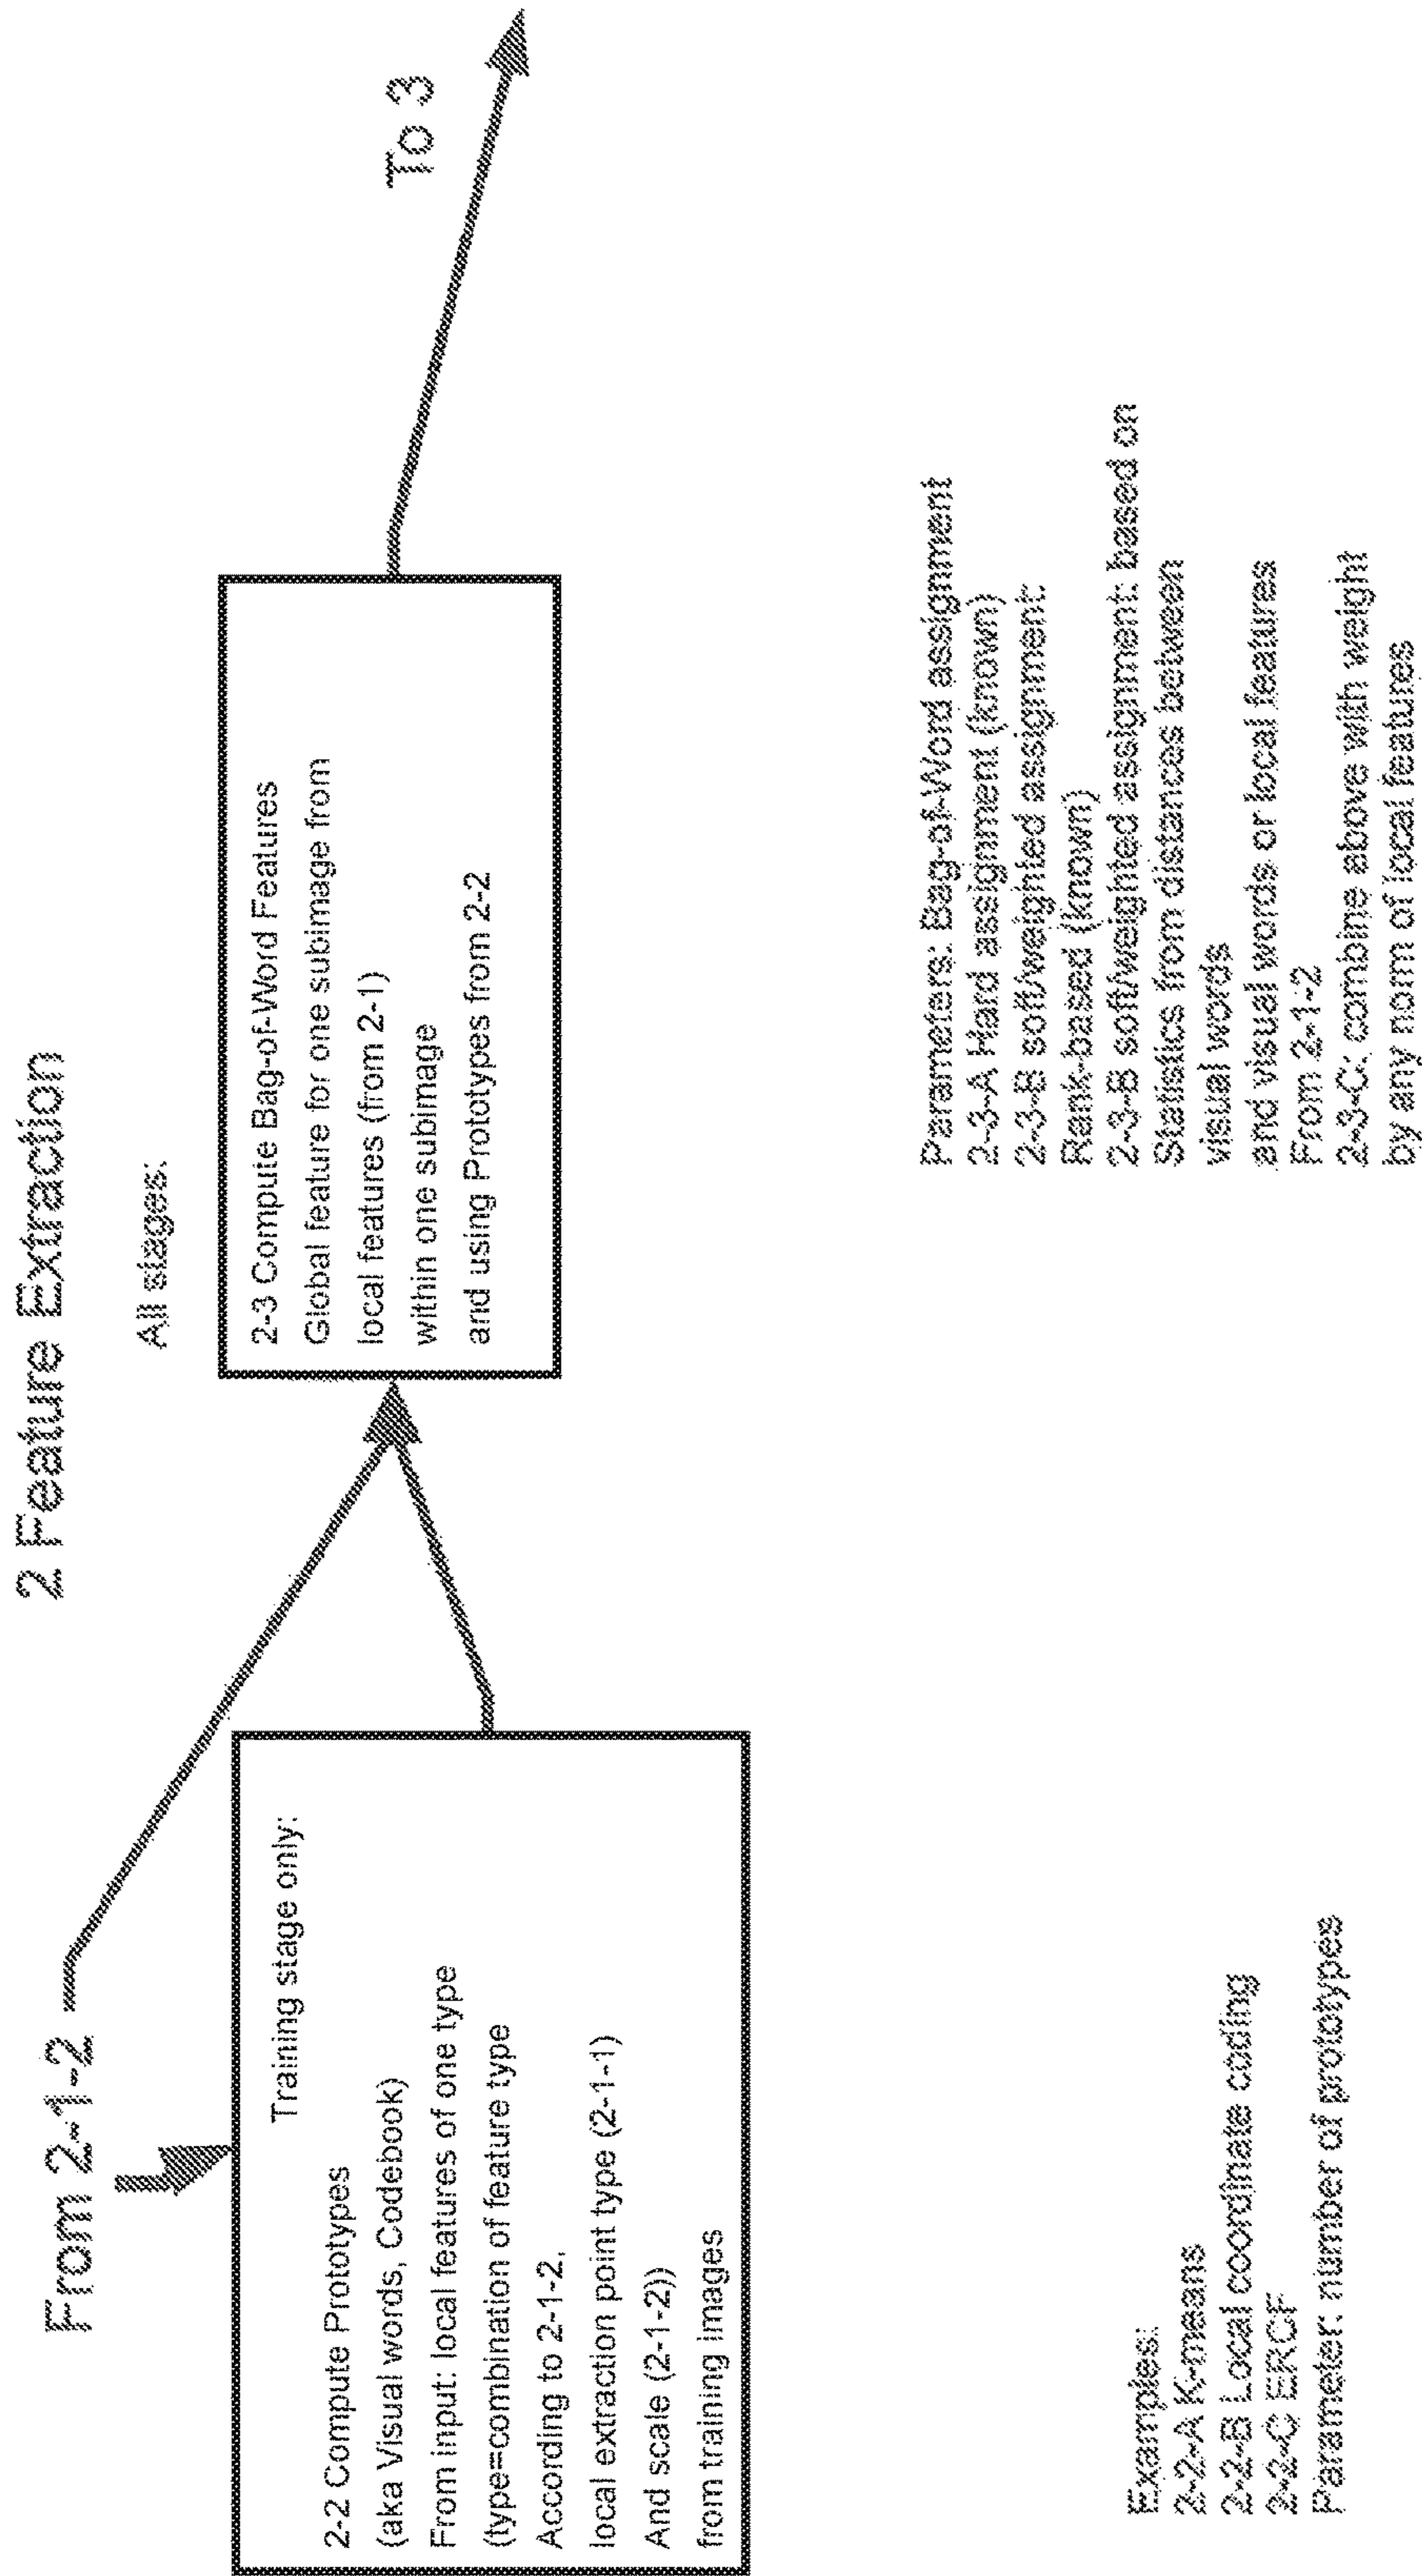 2 Feature Extraction
From 2-1-2
Training stage only:
2-2 Compute Prototypes
(aka Visual words, Codebook)
From input: local features of one type
(type=combination of feature type
According to 2-1-2,
local extraction point type (2-1-1)
And scale (2-1-2))
from training images
All stages:
2-3 Compute Bag-of-Word Features
Global feature for one subimage from
local features (from 2-1)
within one subimage
and using Prototypes from 2-2
To 3
Examples:
2-2-A K-means
2-2-B Local coordinate coding
2-2-C ERCF
Parameter: number of prototypes
Parameters: Bag-of-Word assignment
2-3-A Hard assignment (known)
2-3-B soft/weighted assignment:
Rank-based (known)
2-3-B soft/weighted assignment: based on
Statistics from distances between
visual words
and visual words or local features
From 2-1-2
2-3-C: combine above with weight
by any norm of local features